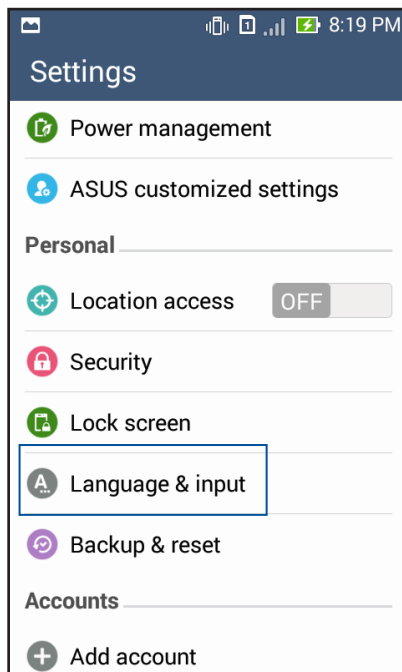 1 8:19 PM
Settings
Power management
ASUS customized settings
Personal
Location access OFF
Security
Lock screen
A... Language & input
Backup & reset
Accounts
Add account